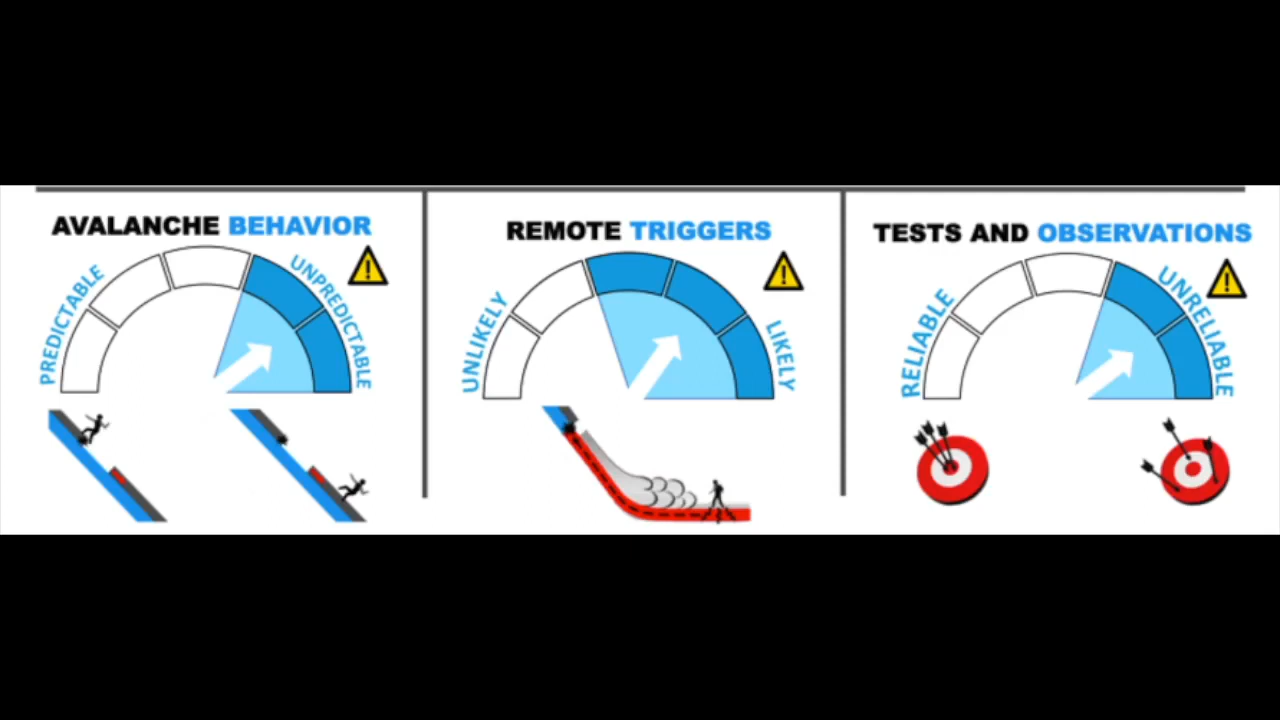 AVALANCHE BEHAVIOR
PREDICTABLE
UNPREDICTABLE
!
REMOTE TRIGGERS
UNLIKELY
LIKELY
!
TESTS AND OBSERVATIONS
RELIABLE
UNRELIABLE
!